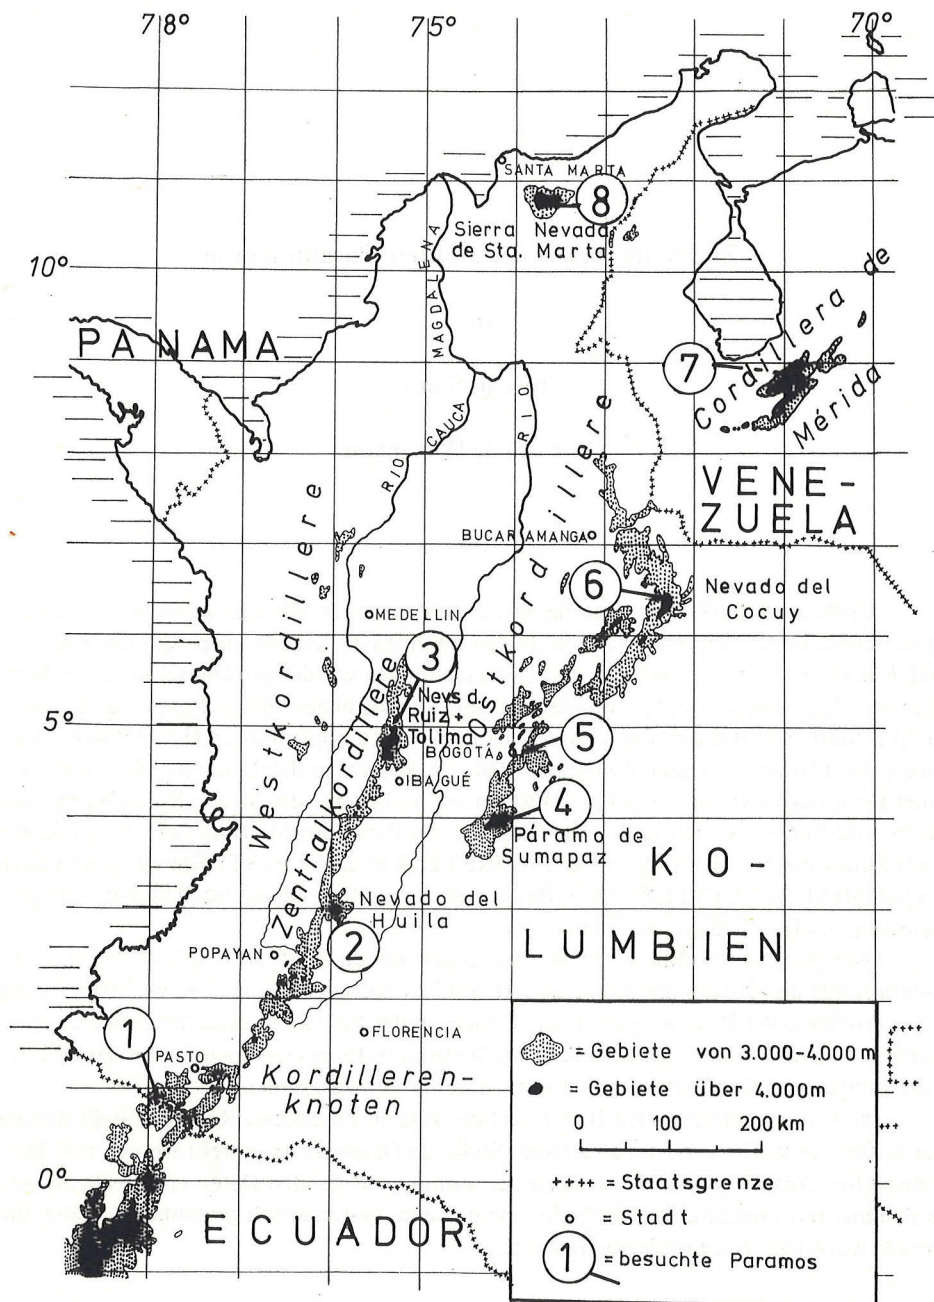 78°
75°
70°
SANTA MARTA
8
Sierra Nevada
de Sta. Marta
10°
MAGDALENA
PANAMA
7
Cordillera de
Mérida
RIO CAUCA
RIO
VENE-
ZUELA
Westkordillere
Ostkordillere
BUCARAMANGA
6
Nevado del
Cocuy
MEDELLIN
3
Nevs d.
Ruiz +
Tolima
5°
BOGOTÁ
5
IBAGUÉ
4
Páramo de
Sumapaz
Zentralkordillere
KO-
LUMBIEN
Nevado del
Huila
2
POPAYAN
1
FLORENCIA
PASTO
Kordilleren-
knoten
0°
ECUADOR
= Gebiete von 3.000-4.000m
= Gebiete über 4.000m
0 100 200 km
++++ = Staatsgrenze
o = Stadt
1 = besuchte Paramos